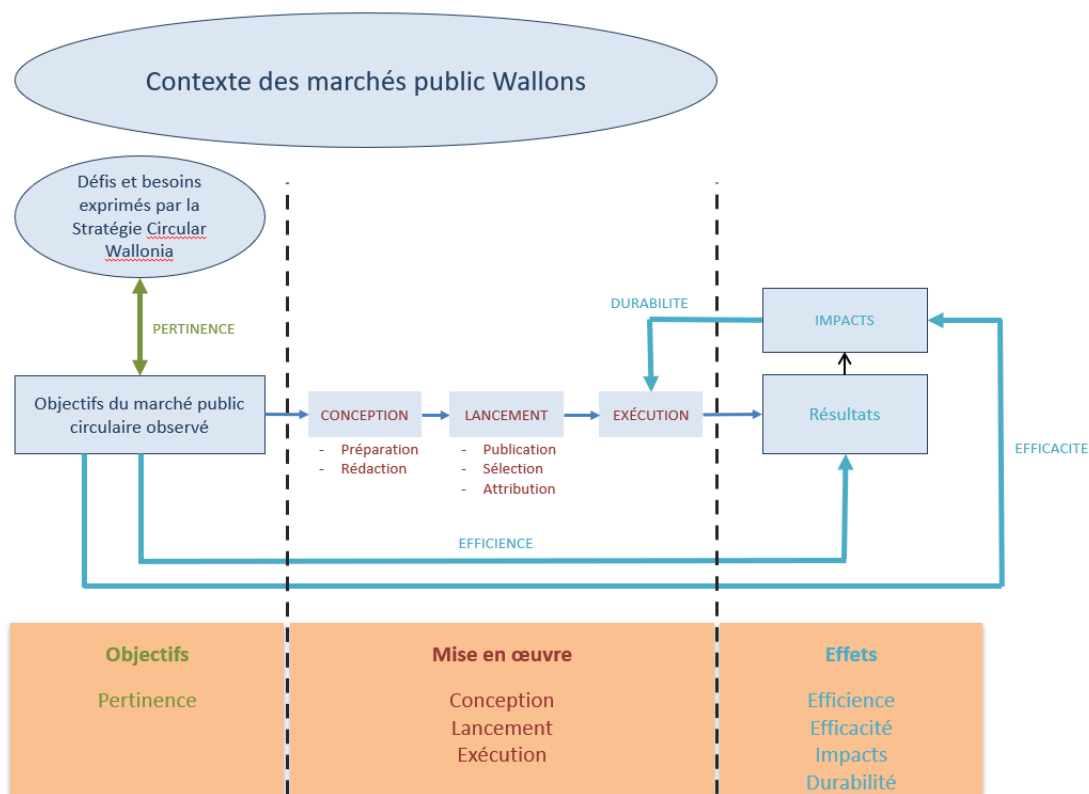 Contexte des marchés public Wallons
Défis et besoins
exprimés par la
Stratégie Circular
Wallonia
PERTINENCE
DURABILITE
IMPACTS
Objectifs du marché public
circulaire observé
CONCEPTION
LANCEMENT
EXÉCUTION
Résultats
- Préparation
- Rédaction
- Publication
- Sélection
- Attribution
EFFICACITE
EFFICIENCE
Objectifs
Pertinence
Mise en œuvre
Conception
Lancement
Exécution
Effets
Efficience
Efficacité
Impacts
Durabilité